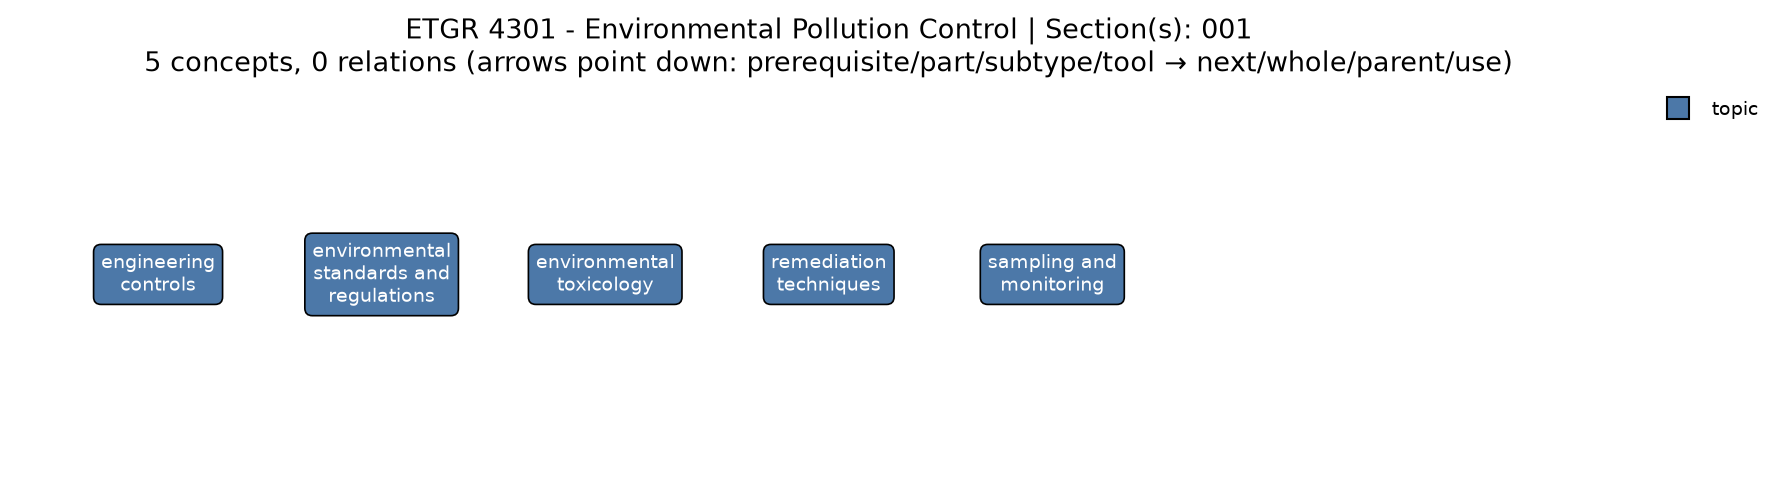 ETGR 4301 - Environmental Pollution Control | Section(s): 001
5 concepts, 0 relations (arrows point down: prerequisite/part/subtype/tool → next/whole/parent/use)
topic
engineering
controls
environmental
standards and
regulations
environmental
toxicology
remediation
techniques
sampling and
monitoring